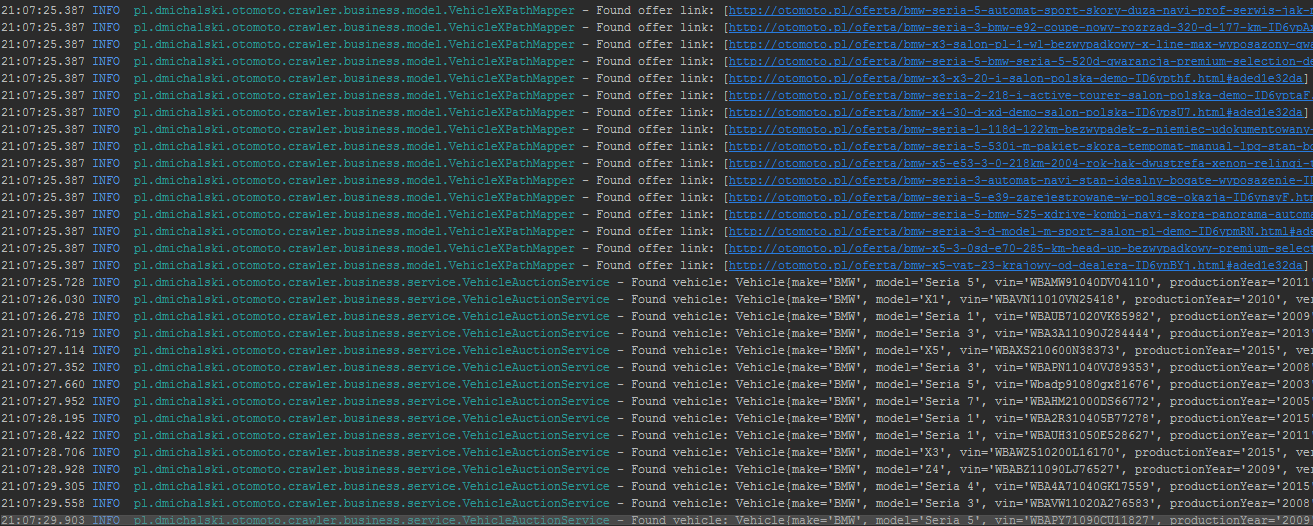 21:07:25.387 INFO pl.dmichalski.otomoto.crawler.business.model.VehicleXPathMapper - Found offer link: [http://otomoto.pl/oferta/bmw-seria-5-automat-sport-skory-duza-navi-prof-serwis-jak-
21:07:25.387 INFO pl.dmichalski.otomoto.crawler.business.model.VehicleXPathMapper - Found offer link: [http://otomoto.pl/oferta/bmw-seria-3-bmw-e92-coupe-nowy-rozrzad-320-d-177-km-ID6ypAx
21:07:25.387 INFO pl.dmichalski.otomoto.crawler.business.model.VehicleXPathMapper - Found offer link: [http://otomoto.pl/oferta/bmw-x3-salon-pl-1-wl-bezwypadkowy-x-line-max-wyposazony-gw
21:07:25.387 INFO pl.dmichalski.otomoto.crawler.business.model.VehicleXPathMapper - Found offer link: [http://otomoto.pl/oferta/bmw-seria-5-bmw-seria-5-520d-gwarancja-premium-selection-de
21:07:25.387 INFO pl.dmichalski.otomoto.crawler.business.model.VehicleXPathMapper - Found offer link: [http://otomoto.pl/oferta/bmw-x3-x3-20-i-salon-polska-demo-ID6ypthf.html#aded1e32da]
21:07:25.387 INFO pl.dmichalski.otomoto.crawler.business.model.VehicleXPathMapper - Found offer link: [http://otomoto.pl/oferta/bmw-seria-2-218-i-active-tourer-salon-polska-demo-ID6yptaF.
21:07:25.387 INFO pl.dmichalski.otomoto.crawler.business.model.VehicleXPathMapper - Found offer link: [http://otomoto.pl/oferta/bmw-x4-30-d-xd-demo-salon-polska-ID6ypsU7.html#aded1e32da]
21:07:25.387 INFO pl.dmichalski.otomoto.crawler.business.model.VehicleXPathMapper - Found offer link: [http://otomoto.pl/oferta/bmw-seria-1-118d-122km-bezwypadek-z-niemiec-udokumentowany-
21:07:25.387 INFO pl.dmichalski.otomoto.crawler.business.model.VehicleXPathMapper - Found offer link: [http://otomoto.pl/oferta/bmw-seria-5-530i-m-pakiet-skora-tempomat-manual-lpg-stan-bo
21:07:25.387 INFO pl.dmichalski.otomoto.crawler.business.model.VehicleXPathMapper - Found offer link: [http://otomoto.pl/oferta/bmw-x5-e53-3-0-218km-2004-rok-hak-dwustrefa-xenon-relingi-
21:07:25.387 INFO pl.dmichalski.otomoto.crawler.business.model.VehicleXPathMapper - Found offer link: [http://otomoto.pl/oferta/bmw-seria-3-automat-navi-stan-idealny-bogate-wyposazenie-I
21:07:25.387 INFO pl.dmichalski.otomoto.crawler.business.model.VehicleXPathMapper - Found offer link: [http://otomoto.pl/oferta/bmw-seria-5-e39-zarejestrowane-w-polsce-okazja-ID6ynsyF.htm
21:07:25.387 INFO pl.dmichalski.otomoto.crawler.business.model.VehicleXPathMapper - Found offer link: [http://otomoto.pl/oferta/bmw-seria-5-bmw-525-xdrive-kombi-navi-skora-panorama-autom
21:07:25.387 INFO pl.dmichalski.otomoto.crawler.business.model.VehicleXPathMapper - Found offer link: [http://otomoto.pl/oferta/bmw-seria-3-d-model-m-sport-salon-pl-demo-ID6ypmRN.html#ade
21:07:25.387 INFO pl.dmichalski.otomoto.crawler.business.model.VehicleXPathMapper - Found offer link: [http://otomoto.pl/oferta/bmw-x5-3-0sd-e70-285-km-head-up-bezwypadkowy-premium-selec
21:07:25.387 INFO pl.dmichalski.otomoto.crawler.business.model.VehicleXPathMapper - Found offer link: [http://otomoto.pl/oferta/bmw-x5-vat-23-krajowy-od-dealera-ID6ynBYj.html#aded1e32da]
21:07:25.728 INFO pl.dmichalski.otomoto.crawler.business.service.VehicleAuctionService - Found vehicle: Vehicle{make='BMW', model='Seria 5', vin='WBAMW91040DV04110', productionYear='2011'
21:07:26.030 INFO pl.dmichalski.otomoto.crawler.business.service.VehicleAuctionService - Found vehicle: Vehicle{make='BMW', model='X1', vin='WBAVN11010VN25418', productionYear='2010', ve
21:07:26.278 INFO pl.dmichalski.otomoto.crawler.business.service.VehicleAuctionService - Found vehicle: Vehicle{make='BMW', model='Seria 1', vin='WBAUB71020VK85982', productionYear='2009'
21:07:26.719 INFO pl.dmichalski.otomoto.crawler.business.service.VehicleAuctionService - Found vehicle: Vehicle{make='BMW', model='Seria 3', vin='WBA3A11090J284444', productionYear='2013'
21:07:27.114 INFO pl.dmichalski.otomoto.crawler.business.service.VehicleAuctionService - Found vehicle: Vehicle{make='BMW', model='X5', vin='WBAXS210600N38373', productionYear='2015', ve
21:07:27.352 INFO pl.dmichalski.otomoto.crawler.business.service.VehicleAuctionService - Found vehicle: Vehicle{make='BMW', model='Seria 3', vin='WBAPN11040VJ89353', productionYear='2008'
21:07:27.660 INFO pl.dmichalski.otomoto.crawler.business.service.VehicleAuctionService - Found vehicle: Vehicle{make='BMW', model='Seria 5', vin='Wbadp91080gx81676', productionYear='2003'
21:07:27.952 INFO pl.dmichalski.otomoto.crawler.business.service.VehicleAuctionService - Found vehicle: Vehicle{make='BMW', model='Seria 7', vin='WBAHM21000DS66772', productionYear='2005'
21:07:28.195 INFO pl.dmichalski.otomoto.crawler.business.service.VehicleAuctionService - Found vehicle: Vehicle{make='BMW', model='Seria 1', vin='WBA2R310405B77278', productionYear='2015'
21:07:28.422 INFO pl.dmichalski.otomoto.crawler.business.service.VehicleAuctionService - Found vehicle: Vehicle{make='BMW', model='Seria 1', vin='WBAUH31050E528627', productionYear='2011'
21:07:28.706 INFO pl.dmichalski.otomoto.crawler.business.service.VehicleAuctionService - Found vehicle: Vehicle{make='BMW', model='X3', vin='WBAWZ510200L16170', productionYear='2015', ve
21:07:28.928 INFO pl.dmichalski.otomoto.crawler.business.service.VehicleAuctionService - Found vehicle: Vehicle{make='BMW', model='Z4', vin='WBABZ11090LJ76527', productionYear='2009', ve
21:07:29.305 INFO pl.dmichalski.otomoto.crawler.business.service.VehicleAuctionService - Found vehicle: Vehicle{make='BMW', model='Seria 4', vin='WBA4A71040GK17559', productionYear='2015'
21:07:29.558 INFO pl.dmichalski.otomoto.crawler.business.service.VehicleAuctionService - Found vehicle: Vehicle{make='BMW', model='Seria 3', vin='WBAVW11020A276583', productionYear='2008
21:07:29.903 INFO pl.dmichalski.otomoto.crawler.business.service.VehicleAuctionService - Found vehicle: Vehicle{make='BMW', model='Seria 5', vin='WBAPY71090CU11827', productionYear='2008